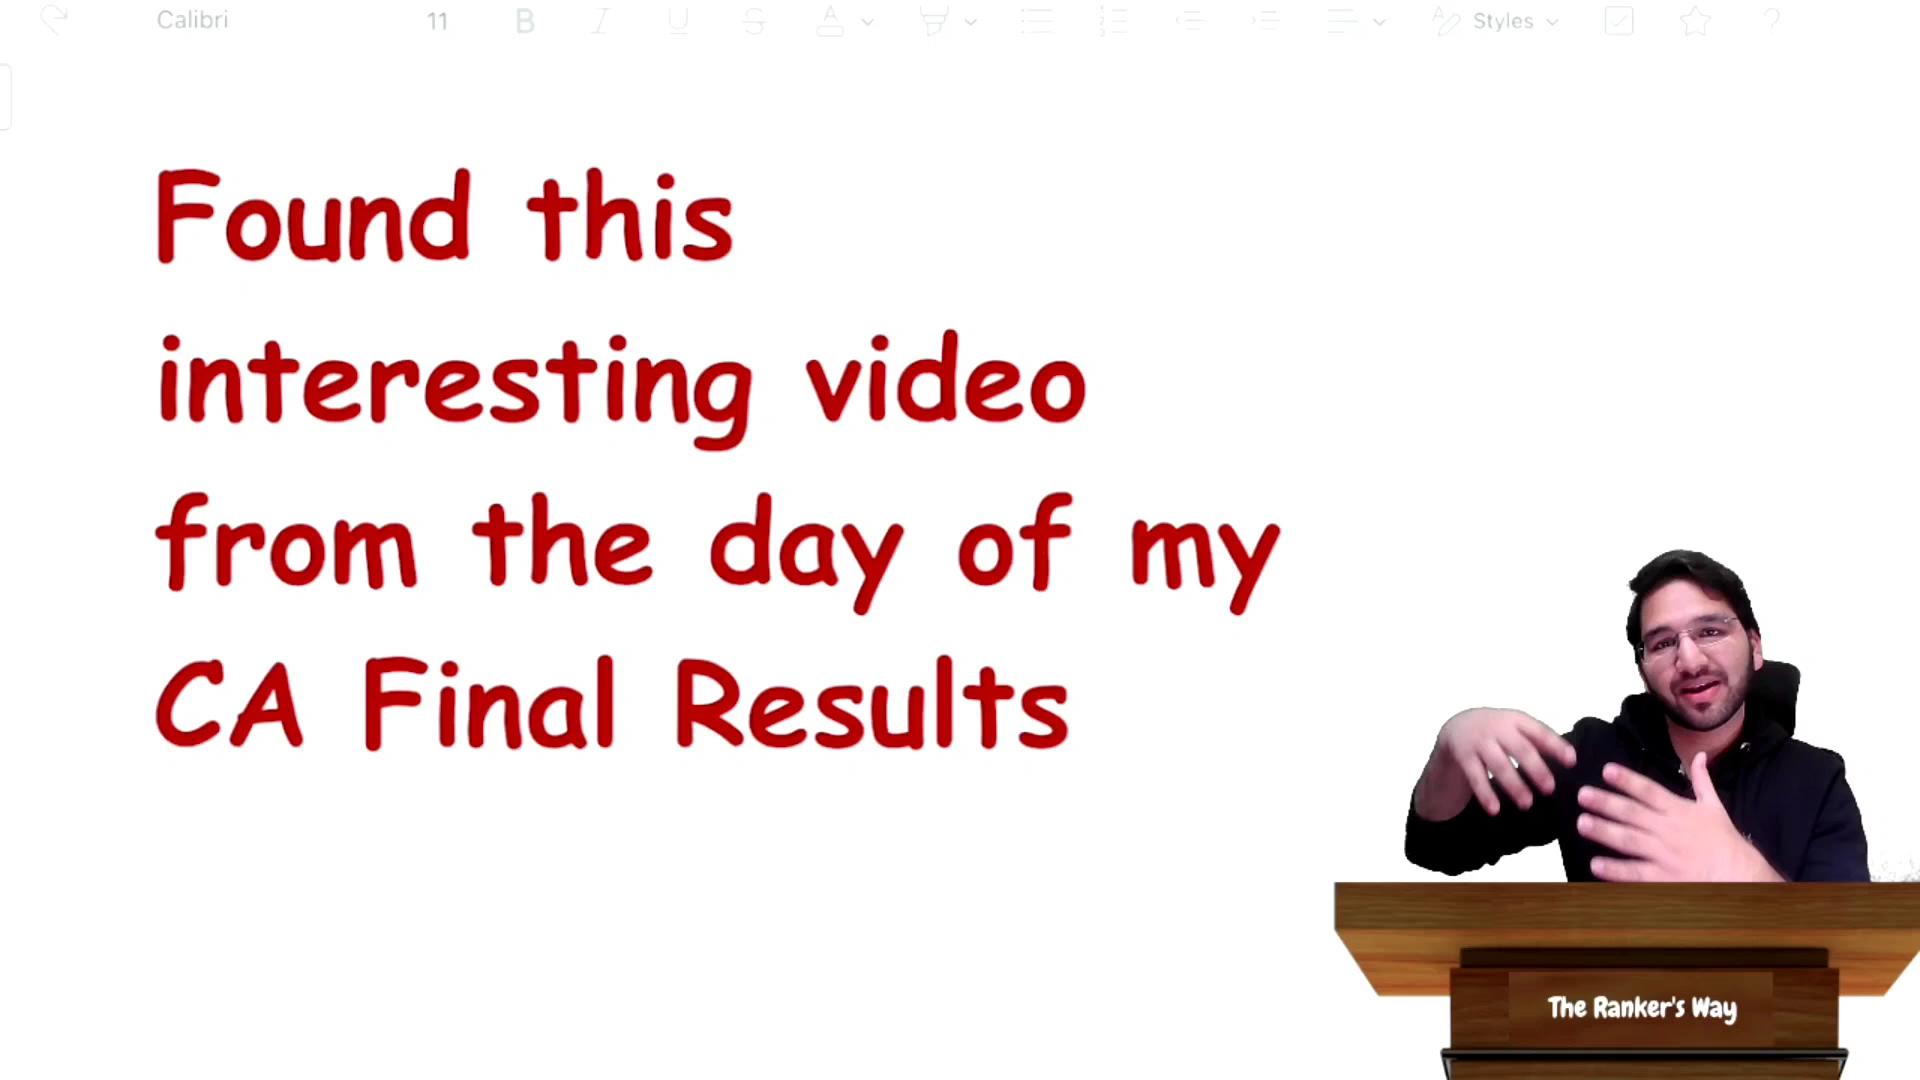 Calibri 11 B I U S A Styles ?
Found this
interesting video
from the day of my
CA Final Results
The Ranker's Way